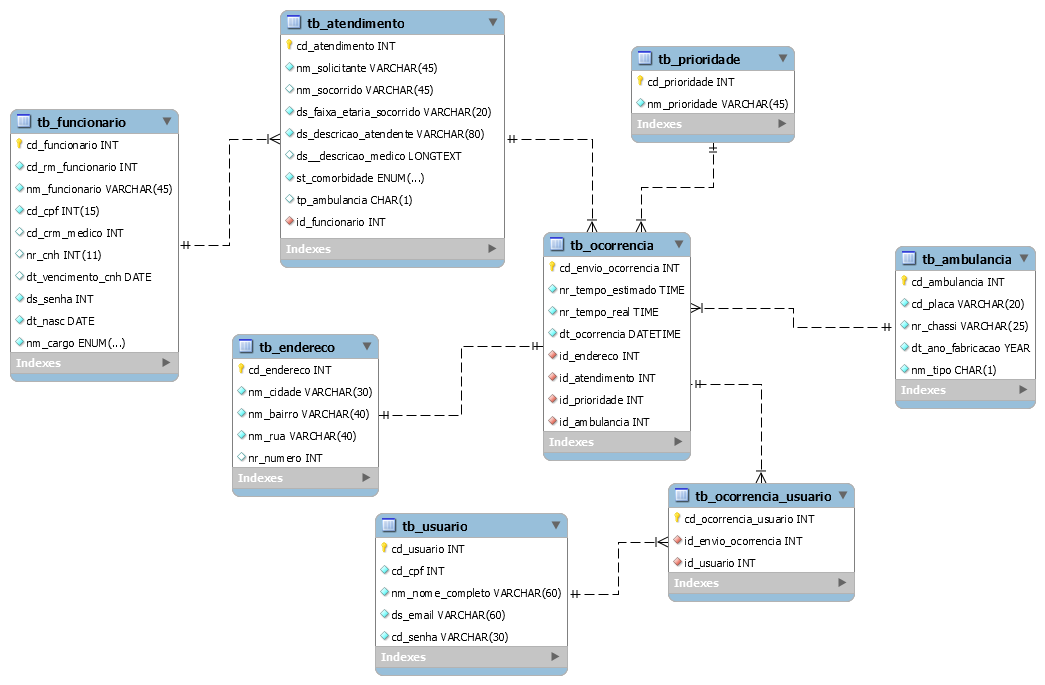 tb_atendimento
cd_atendimento INT
nm_solicitante VARCHAR(45)
nm_socorrido VARCHAR(45)
ds_faixa_etaria_socorrido VARCHAR(20)
ds_descricao_atendente VARCHAR(80)
ds__descricao_medico LONGTEXT
st_comorbidade ENUM(...)
tp_ambulancia CHAR(1)
id_funcionario INT
Indexes
tb_prioridade
cd_prioridade INT
nm_prioridade VARCHAR(45)
Indexes
tb_funcionario
cd_funcionario INT
cd_rm_funcionario INT
nm_funcionario VARCHAR(45)
cd_cpf INT(15)
cd_crm_medico INT
nr_cnh INT(11)
dt_vencimento_cnh DATE
ds_senha INT
dt_nasc DATE
nm_cargo ENUM(...)
Indexes
tb_ocorrencia
cd_envio_ocorrencia INT
nr_tempo_estimado TIME
nr_tempo_real TIME
dt_ocorrencia DATETIME
id_endereco INT
id_atendimento INT
id_prioridade INT
id_ambulancia INT
Indexes
tb_ambulancia
cd_ambulancia INT
cd_placa VARCHAR(20)
nr_chassi VARCHAR(25)
dt_ano_fabricacao YEAR
nm_tipo CHAR(1)
Indexes
tb_endereco
cd_endereco INT
nm_cidade VARCHAR(30)
nm_bairro VARCHAR(40)
nm_rua VARCHAR(40)
nr_numero INT
Indexes
tb_ocorrencia_usuario
cd_ocorrencia_usuario INT
id_envio_ocorrencia INT
id_usuario INT
Indexes
tb_usuario
cd_usuario INT
cd_cpf INT
nm_nome_completo VARCHAR(60)
ds_email VARCHAR(60)
cd_senha VARCHAR(30)
Indexes